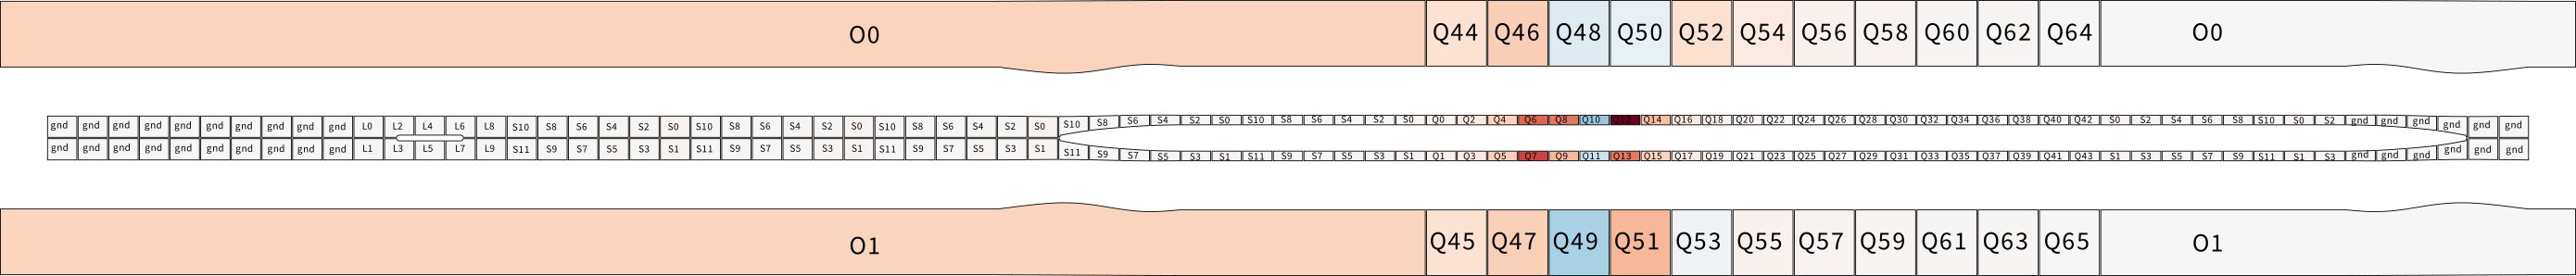 O0 Q44 Q46 Q48 Q50 Q52 Q54 Q56 Q58 Q60 Q62 Q64 O0
gnd gnd gnd gnd gnd gnd gnd gnd gnd gnd L0 L2 L4 L6 L8 S10 S8 S6 S4 S2 S0 S10 S8 S6 S4 S2 S0 S10 S8 S6 S4 S2 S0 S10 S8 S6 S4 S2 S0 S10 S8 S6 S4 S2 S0 Q0 Q2 Q4 Q6 Q8 Q10 Q12 Q14 Q16 Q18 Q20 Q22 Q24 Q26 Q28 Q30 Q32 Q34 Q36 Q38 Q40 Q42 S0 S2 S4 S6 S8 S10 S0 S2 gnd gnd gnd gnd gnd gnd
gnd gnd gnd gnd gnd gnd gnd gnd gnd gnd L1 L3 L5 L7 L9 S11 S9 S7 S5 S3 S1 S11 S9 S7 S5 S3 S1 S11 S9 S7 S5 S3 S1 S11 S9 S7 S5 S3 S1 S11 S9 S7 S5 S3 S1 Q1 Q3 Q5 Q7 Q9 Q11 Q13 Q15 Q17 Q19 Q21 Q23 Q25 Q27 Q29 Q31 Q33 Q35 Q37 Q39 Q41 Q43 S1 S3 S5 S7 S9 S11 S1 S3 gnd gnd gnd gnd gnd gnd
O1 Q45 Q47 Q49 Q51 Q53 Q55 Q57 Q59 Q61 Q63 Q65 O1